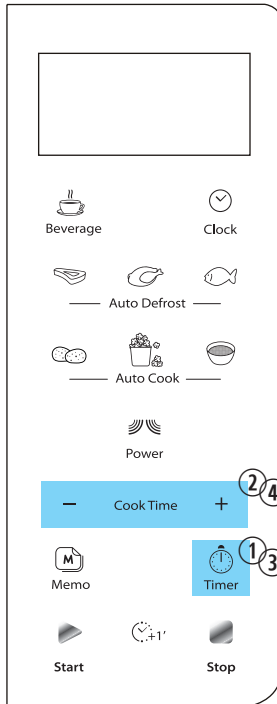 Beverage Clock
Auto Defrost
Auto Cook
Power
− Cook Time + ② ④
M
Memo Timer ① ③
+1'
Start Stop